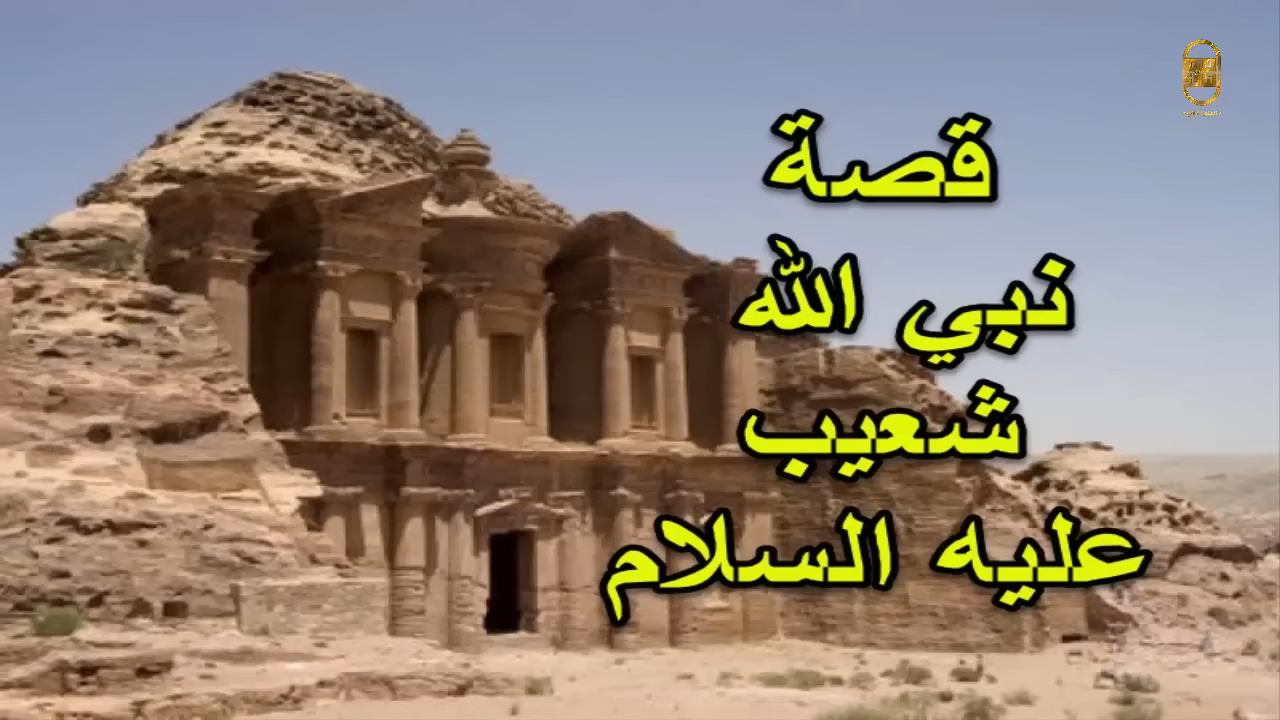 قصة
نبي الله
شعيب
عليه السلام